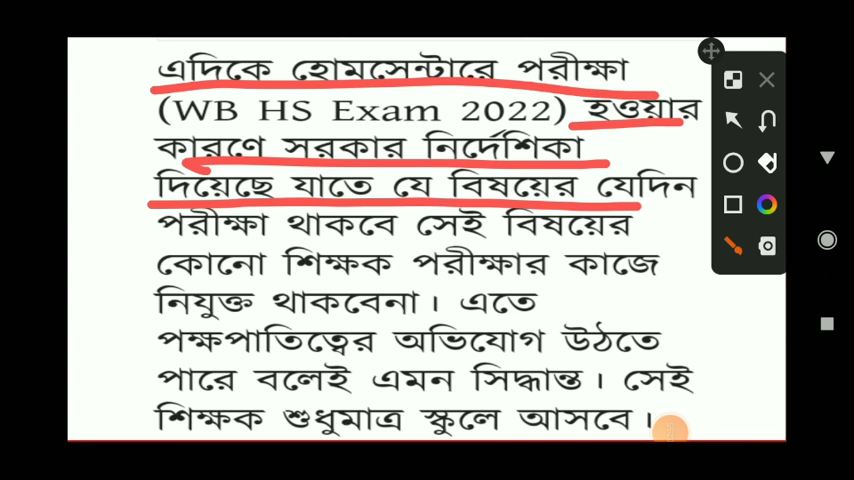 এদিকে হোমসেন্টারে পরীক্ষা
(WB HS Exam 2022) হওয়ার
কারণে সরকার নির্দেশিকা
দিয়েছে যাতে যে বিষয়ের যেদিন
পরীক্ষা থাকবে সেই বিষয়ের
কোনো শিক্ষক পরীক্ষার কাজে
নিযুক্ত থাকবেনা। এতে
পক্ষপাতিত্বের অভিযোগ উঠতে
পারে বলেই এমন সিদ্ধান্ত। সেই
শিক্ষক শুধুমাত্র স্কুলে আসবে।